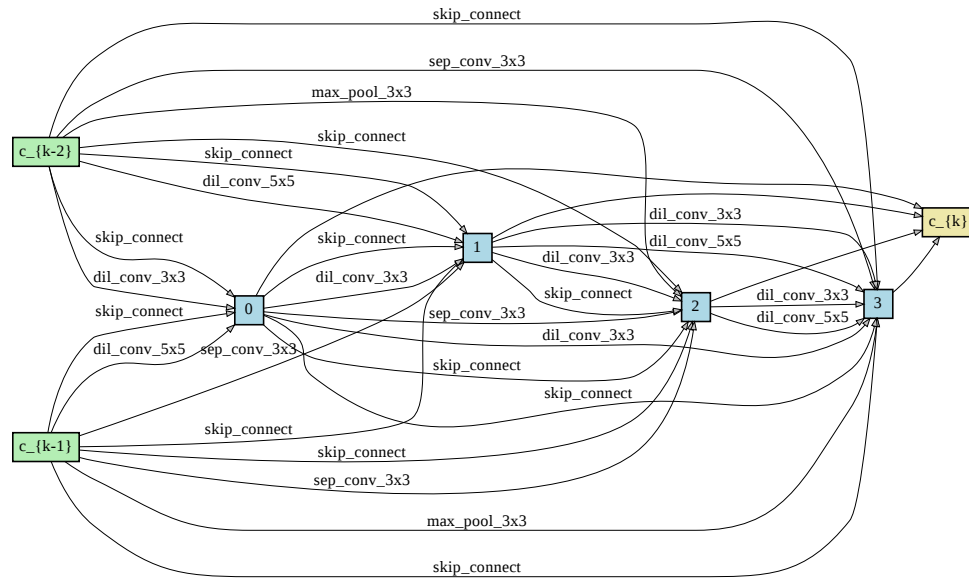 skip_connect
sep_conv_3x3
max_pool_3x3
skip_connect
c_{k-2}
skip_connect
dil_conv_5x5
dil_conv_3x3
c_{k}
skip_connect
skip_connect
1
dil_conv_5x5
dil_conv_3x3
dil_conv_3x3
dil_conv_3x3
skip_connect
dil_conv_3x3
skip_connect
0
sep_conv_3x3
2
dil_conv_5x5
3
dil_conv_5x5
sep_conv_3x3
dil_conv_3x3
skip_connect
skip_connect
skip_connect
c_{k-1}
skip_connect
sep_conv_3x3
max_pool_3x3
skip_connect